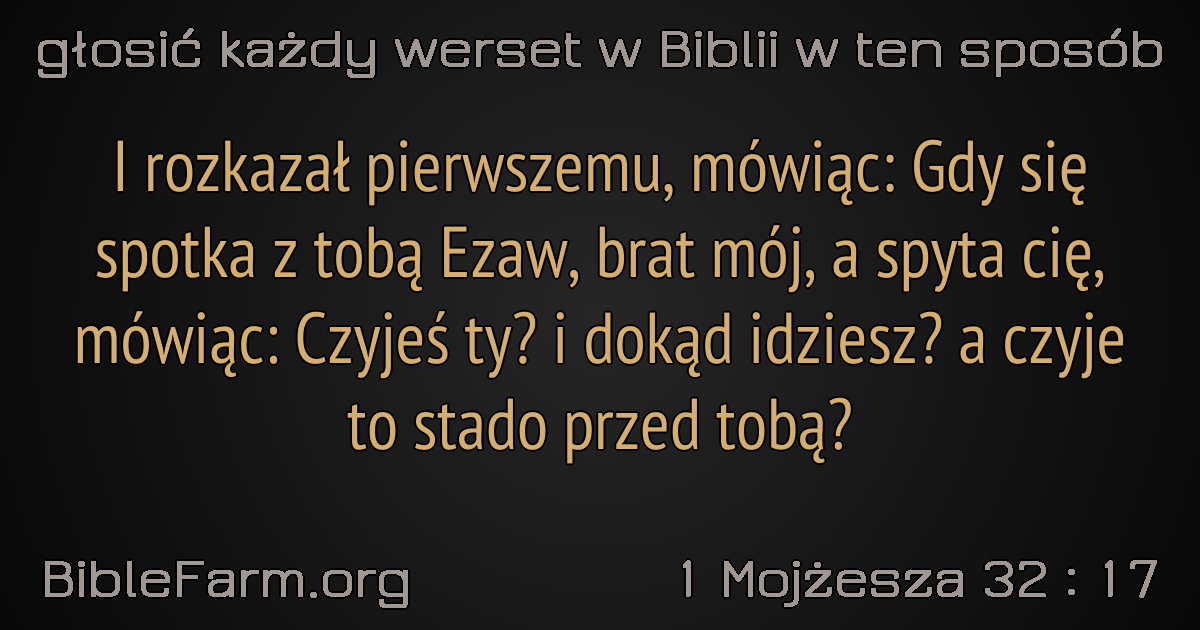 głosić każdy werset w Biblii w ten sposób
I rozkazał pierwszemu, mówiąc: Gdy się
spotka z tobą Ezaw, brat mój, a spyta cię,
mówiąc: Czyjeś ty? i dokąd idziesz? a czyje
to stado przed tobą?
BibleFarm.org
1 Mojżesza 32 : 17